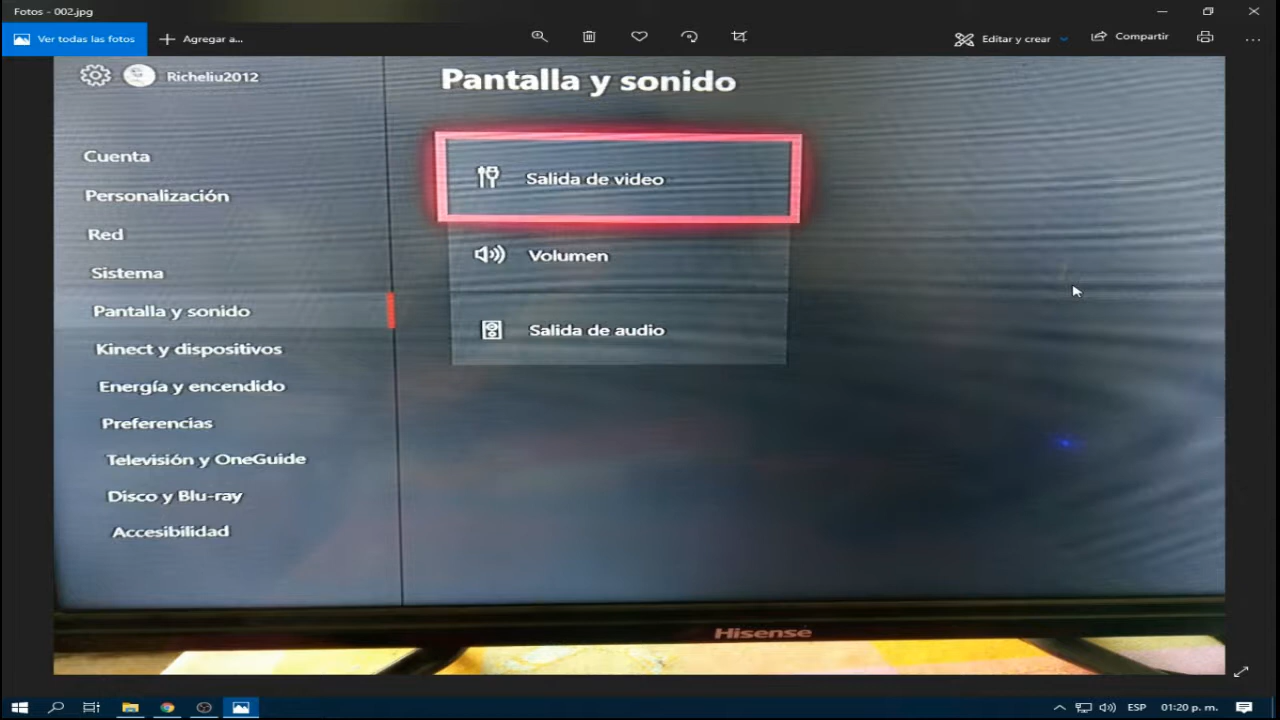 Fotos - 002.jpg
Ver todas las fotos
Agregar a...
Editar y crear
Compartir
Richeliu2012
Pantalla y sonido
Cuenta
Personalización
Red
Sistema
Pantalla y sonido
Kinect y dispositivos
Energía y encendido
Preferencias
Televisión y OneGuide
Disco y Blu-ray
Accesibilidad
Salida de video
Volumen
Salida de audio
Hisense
ESP
01:20 p. m.